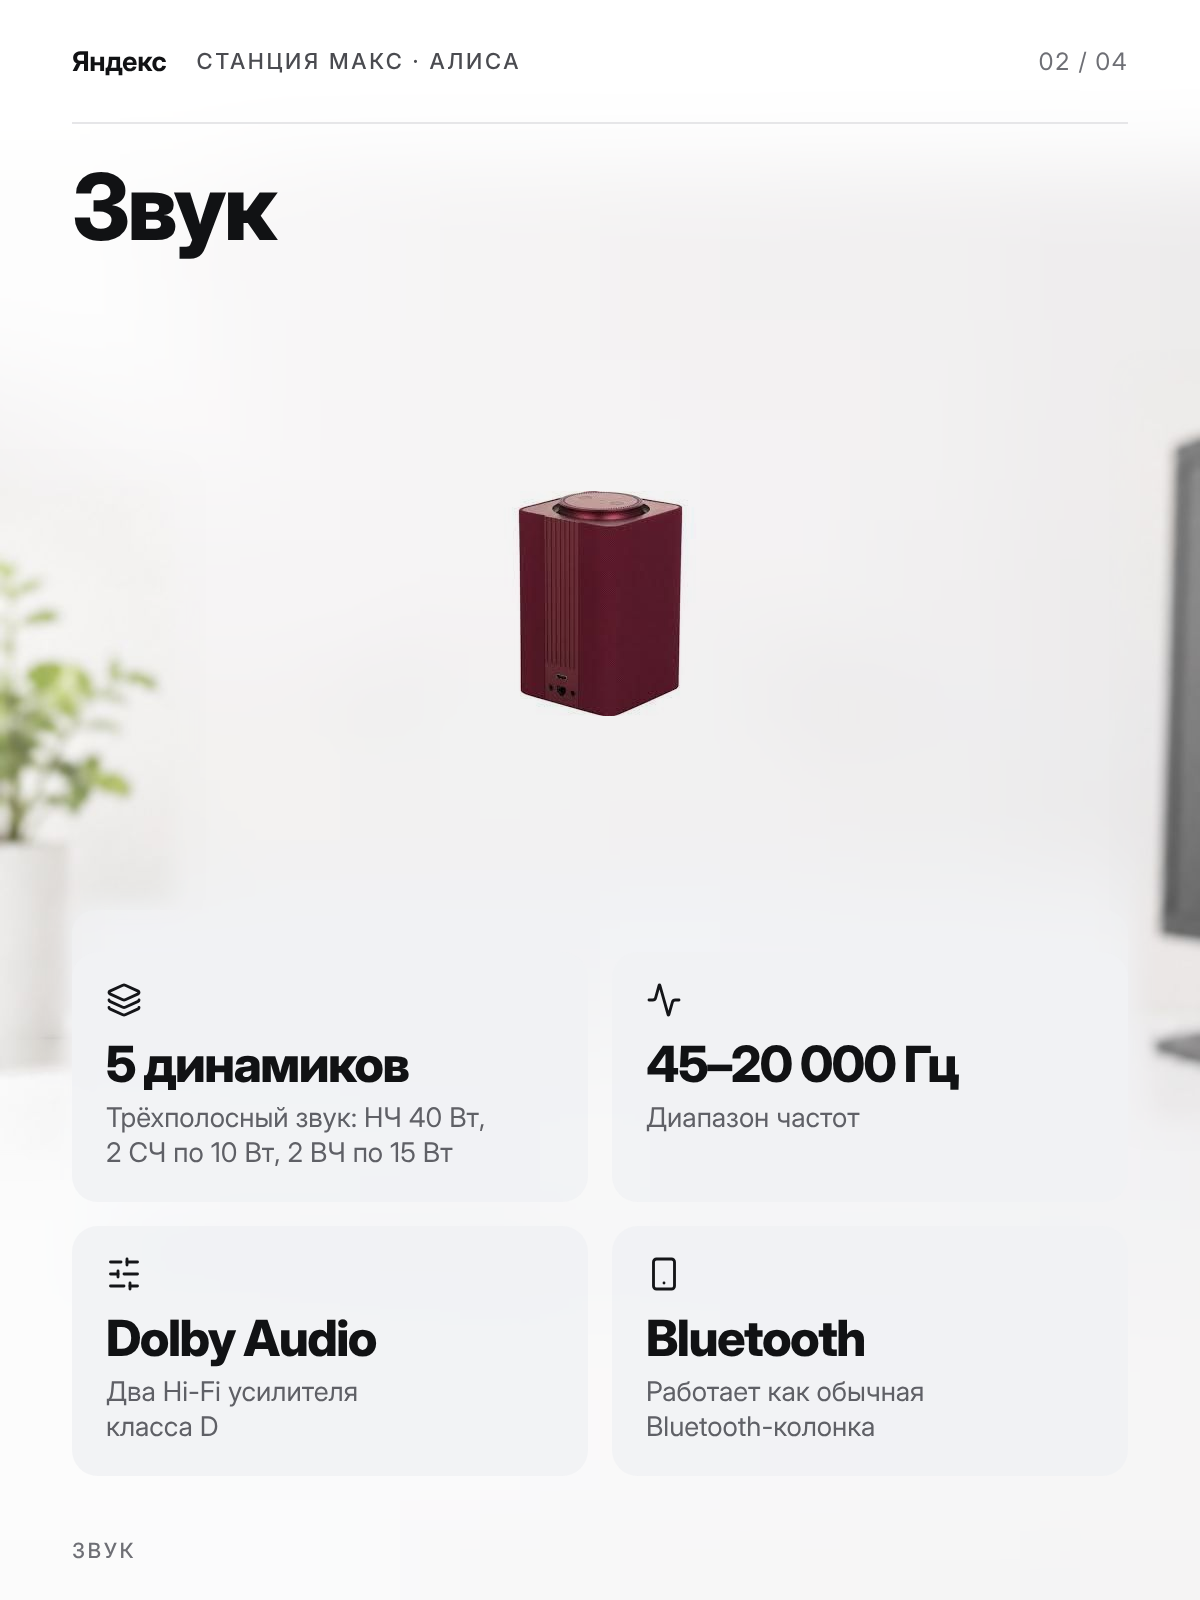 Яндекс СТАНЦИЯ МАКС · АЛИСА 02 / 04
Звук
5 динамиков
Трёхполосный звук: НЧ 40 Вт,
2 СЧ по 10 Вт, 2 ВЧ по 15 Вт
45–20 000 Гц
Диапазон частот
Dolby Audio
Два Hi-Fi усилителя
класса D
Bluetooth
Работает как обычная
Bluetooth-колонка
ЗВУК